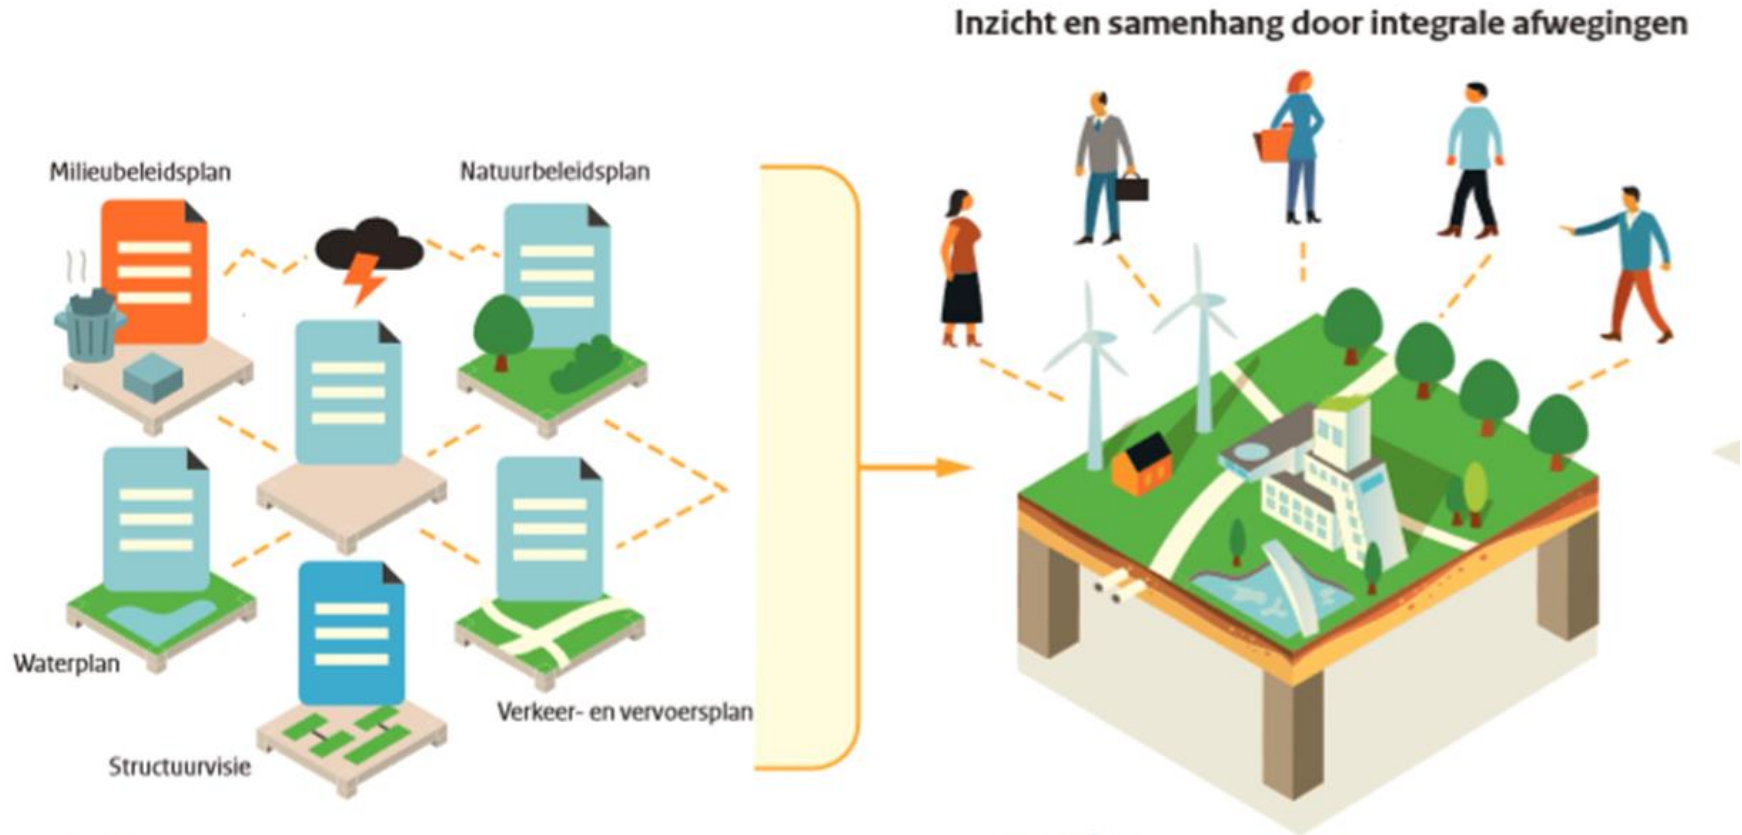 Inzicht en samenhang door integrale afwegingen
Milieubeleidsplan
Natuurbeleidsplan
Waterplan
Verkeer- en vervoersplan
Structuurvisie